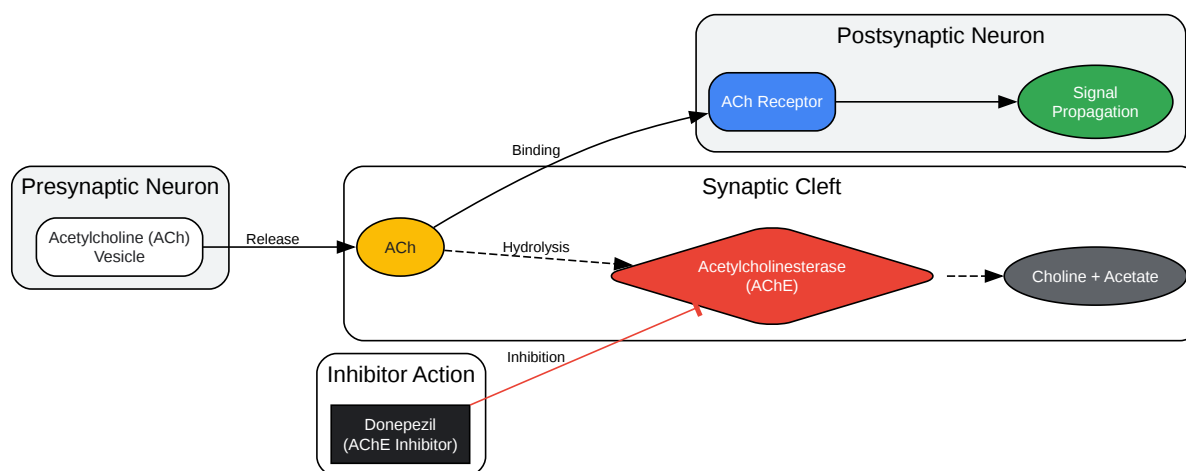 Postsynaptic Neuron
ACh Receptor
Signal
Propagation
Binding
Presynaptic Neuron
Acetylcholine (ACh)
Vesicle
Release
Synaptic Cleft
ACh
Hydrolysis
Acetylcholinesterase
(AChE)
Choline + Acetate
Inhibition
Inhibitor Action
Donepezil
(AChE Inhibitor)